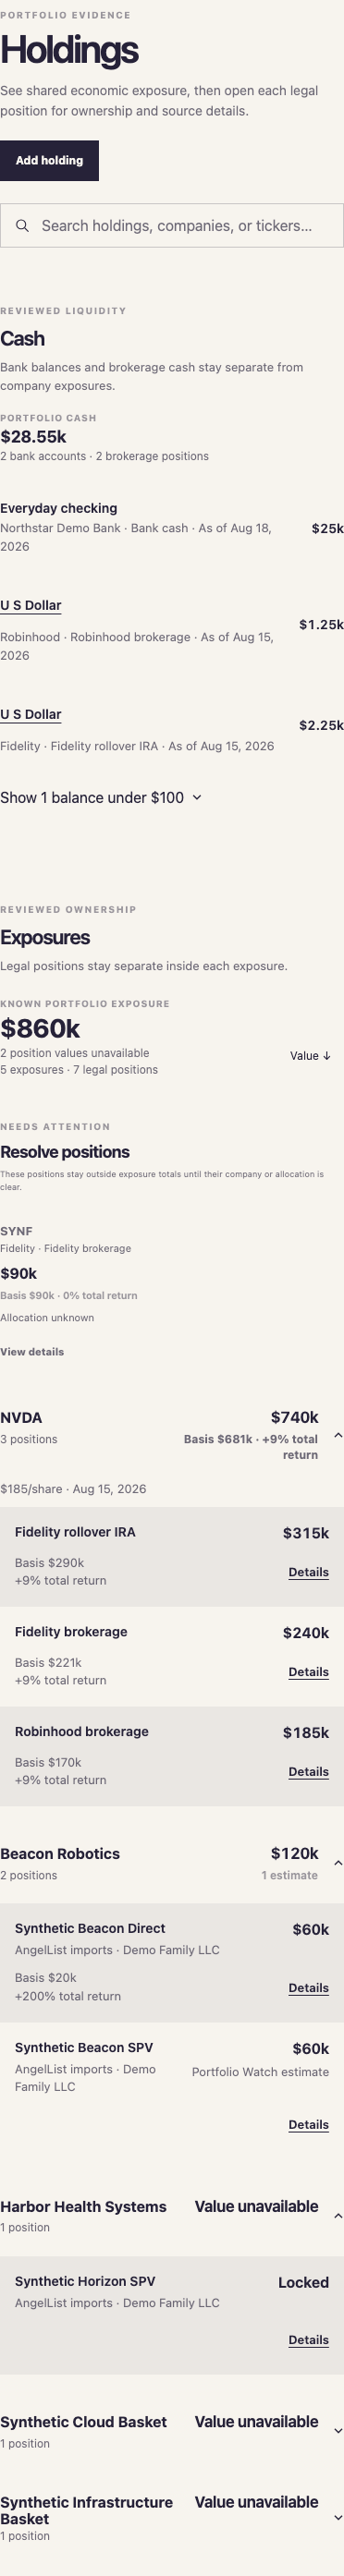 PORTFOLIO EVIDENCE
Holdings
See shared economic exposure, then open each legal
position for ownership and source details.
Add holding
Search holdings, companies, or tickers...
REVIEWED LIQUIDITY
Cash
Bank balances and brokerage cash stay separate from
company exposures.
PORTFOLIO CASH
$28.55k
2 bank accounts · 2 brokerage positions
Everyday checking
Northstar Demo Bank · Bank cash · As of Aug 18,
2026
$25k
U S Dollar
Robinhood · Robinhood brokerage · As of Aug 15,
2026
$1.25k
U S Dollar
Fidelity · Fidelity rollover IRA · As of Aug 15, 2026
$2.25k
Show 1 balance under $100
REVIEWED OWNERSHIP
Exposures
Legal positions stay separate inside each exposure.
KNOWN PORTFOLIO EXPOSURE
$860k
2 position values unavailable
5 exposures · 7 legal positions
Value ↓
NEEDS ATTENTION
Resolve positions
These positions stay outside exposure totals until their company or allocation is
clear.
SYNF
Fidelity · Fidelity brokerage
$90k
Basis $90k · 0% total return
Allocation unknown
View details
NVDA
3 positions
$740k
Basis $681k · +9% total
return
$185/share · Aug 15, 2026
Fidelity rollover IRA
$315k
Basis $290k
+9% total return
Details
Fidelity brokerage
$240k
Basis $221k
+9% total return
Details
Robinhood brokerage
$185k
Basis $170k
+9% total return
Details
Beacon Robotics
2 positions
$120k
1 estimate
Synthetic Beacon Direct
AngelList imports · Demo Family LLC
$60k
Basis $20k
+200% total return
Details
Synthetic Beacon SPV
AngelList imports · Demo
Family LLC
$60k
Portfolio Watch estimate
Details
Harbor Health Systems
1 position
Value unavailable
Synthetic Horizon SPV
AngelList imports · Demo Family LLC
Locked
Details
Synthetic Cloud Basket
1 position
Value unavailable
Synthetic Infrastructure
Basket
1 position
Value unavailable